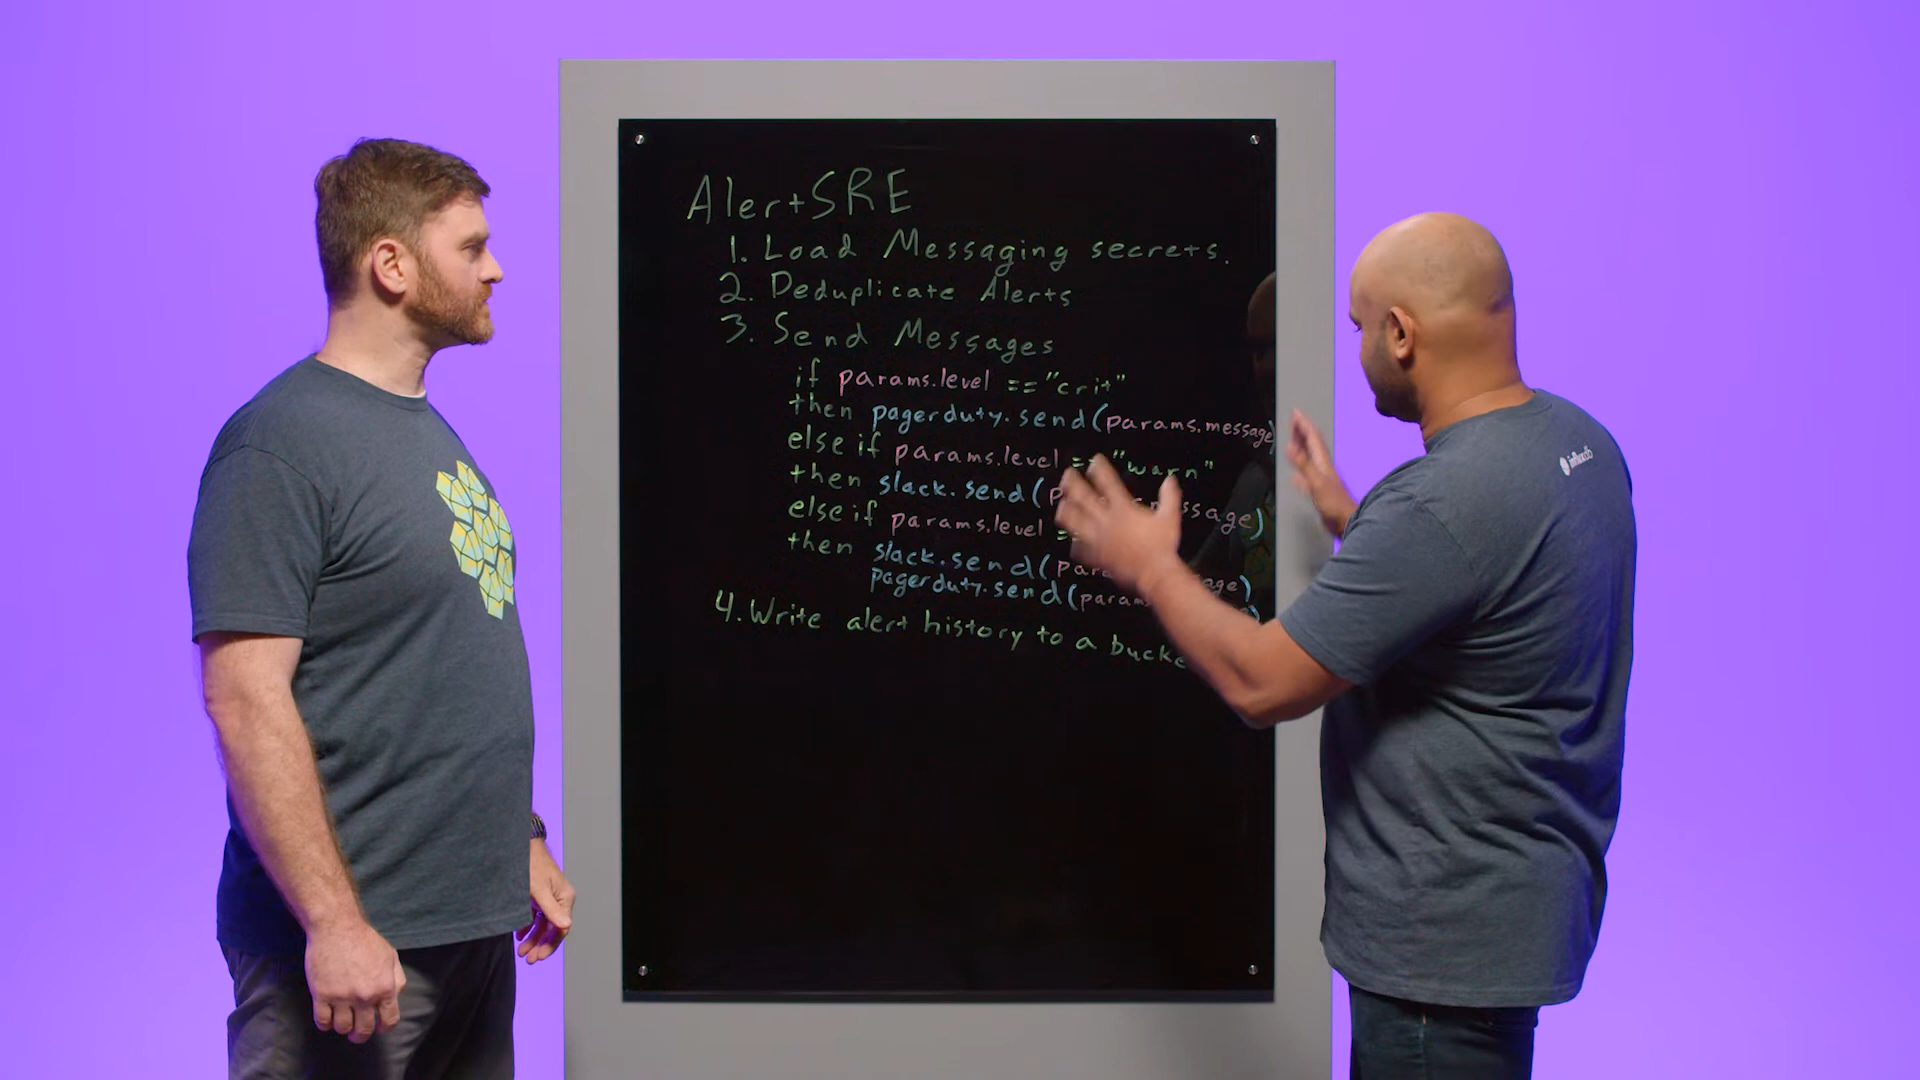 AlertSRE
1. Load Messaging secrets.
2. Deduplicate Alerts
3. Send Messages
if params.level == "crit"
then pagerduty.send(params.message)
else if params.level == "warn"
then slack.send(
else if params.level
then slack.send(
pagerduty.send(
4. Write alert history to a
influxdb